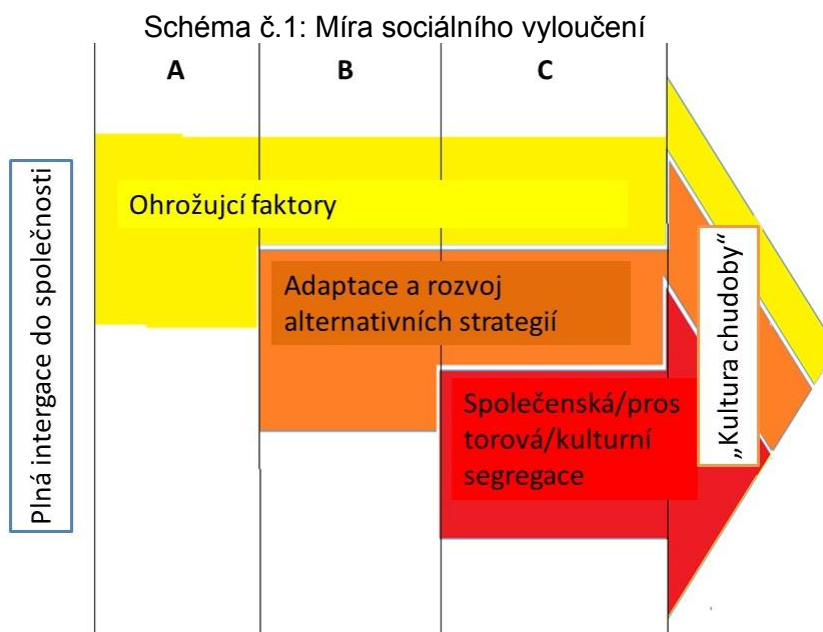 Schéma č.1: Míra sociálního vyloučení
A B C
Plná intergace do společnosti
Ohrožujcí faktory
Adaptace a rozvoj
alternativních strategií
Společenská/pros
torová/kulturní
segregace
„Kultura chudoby“